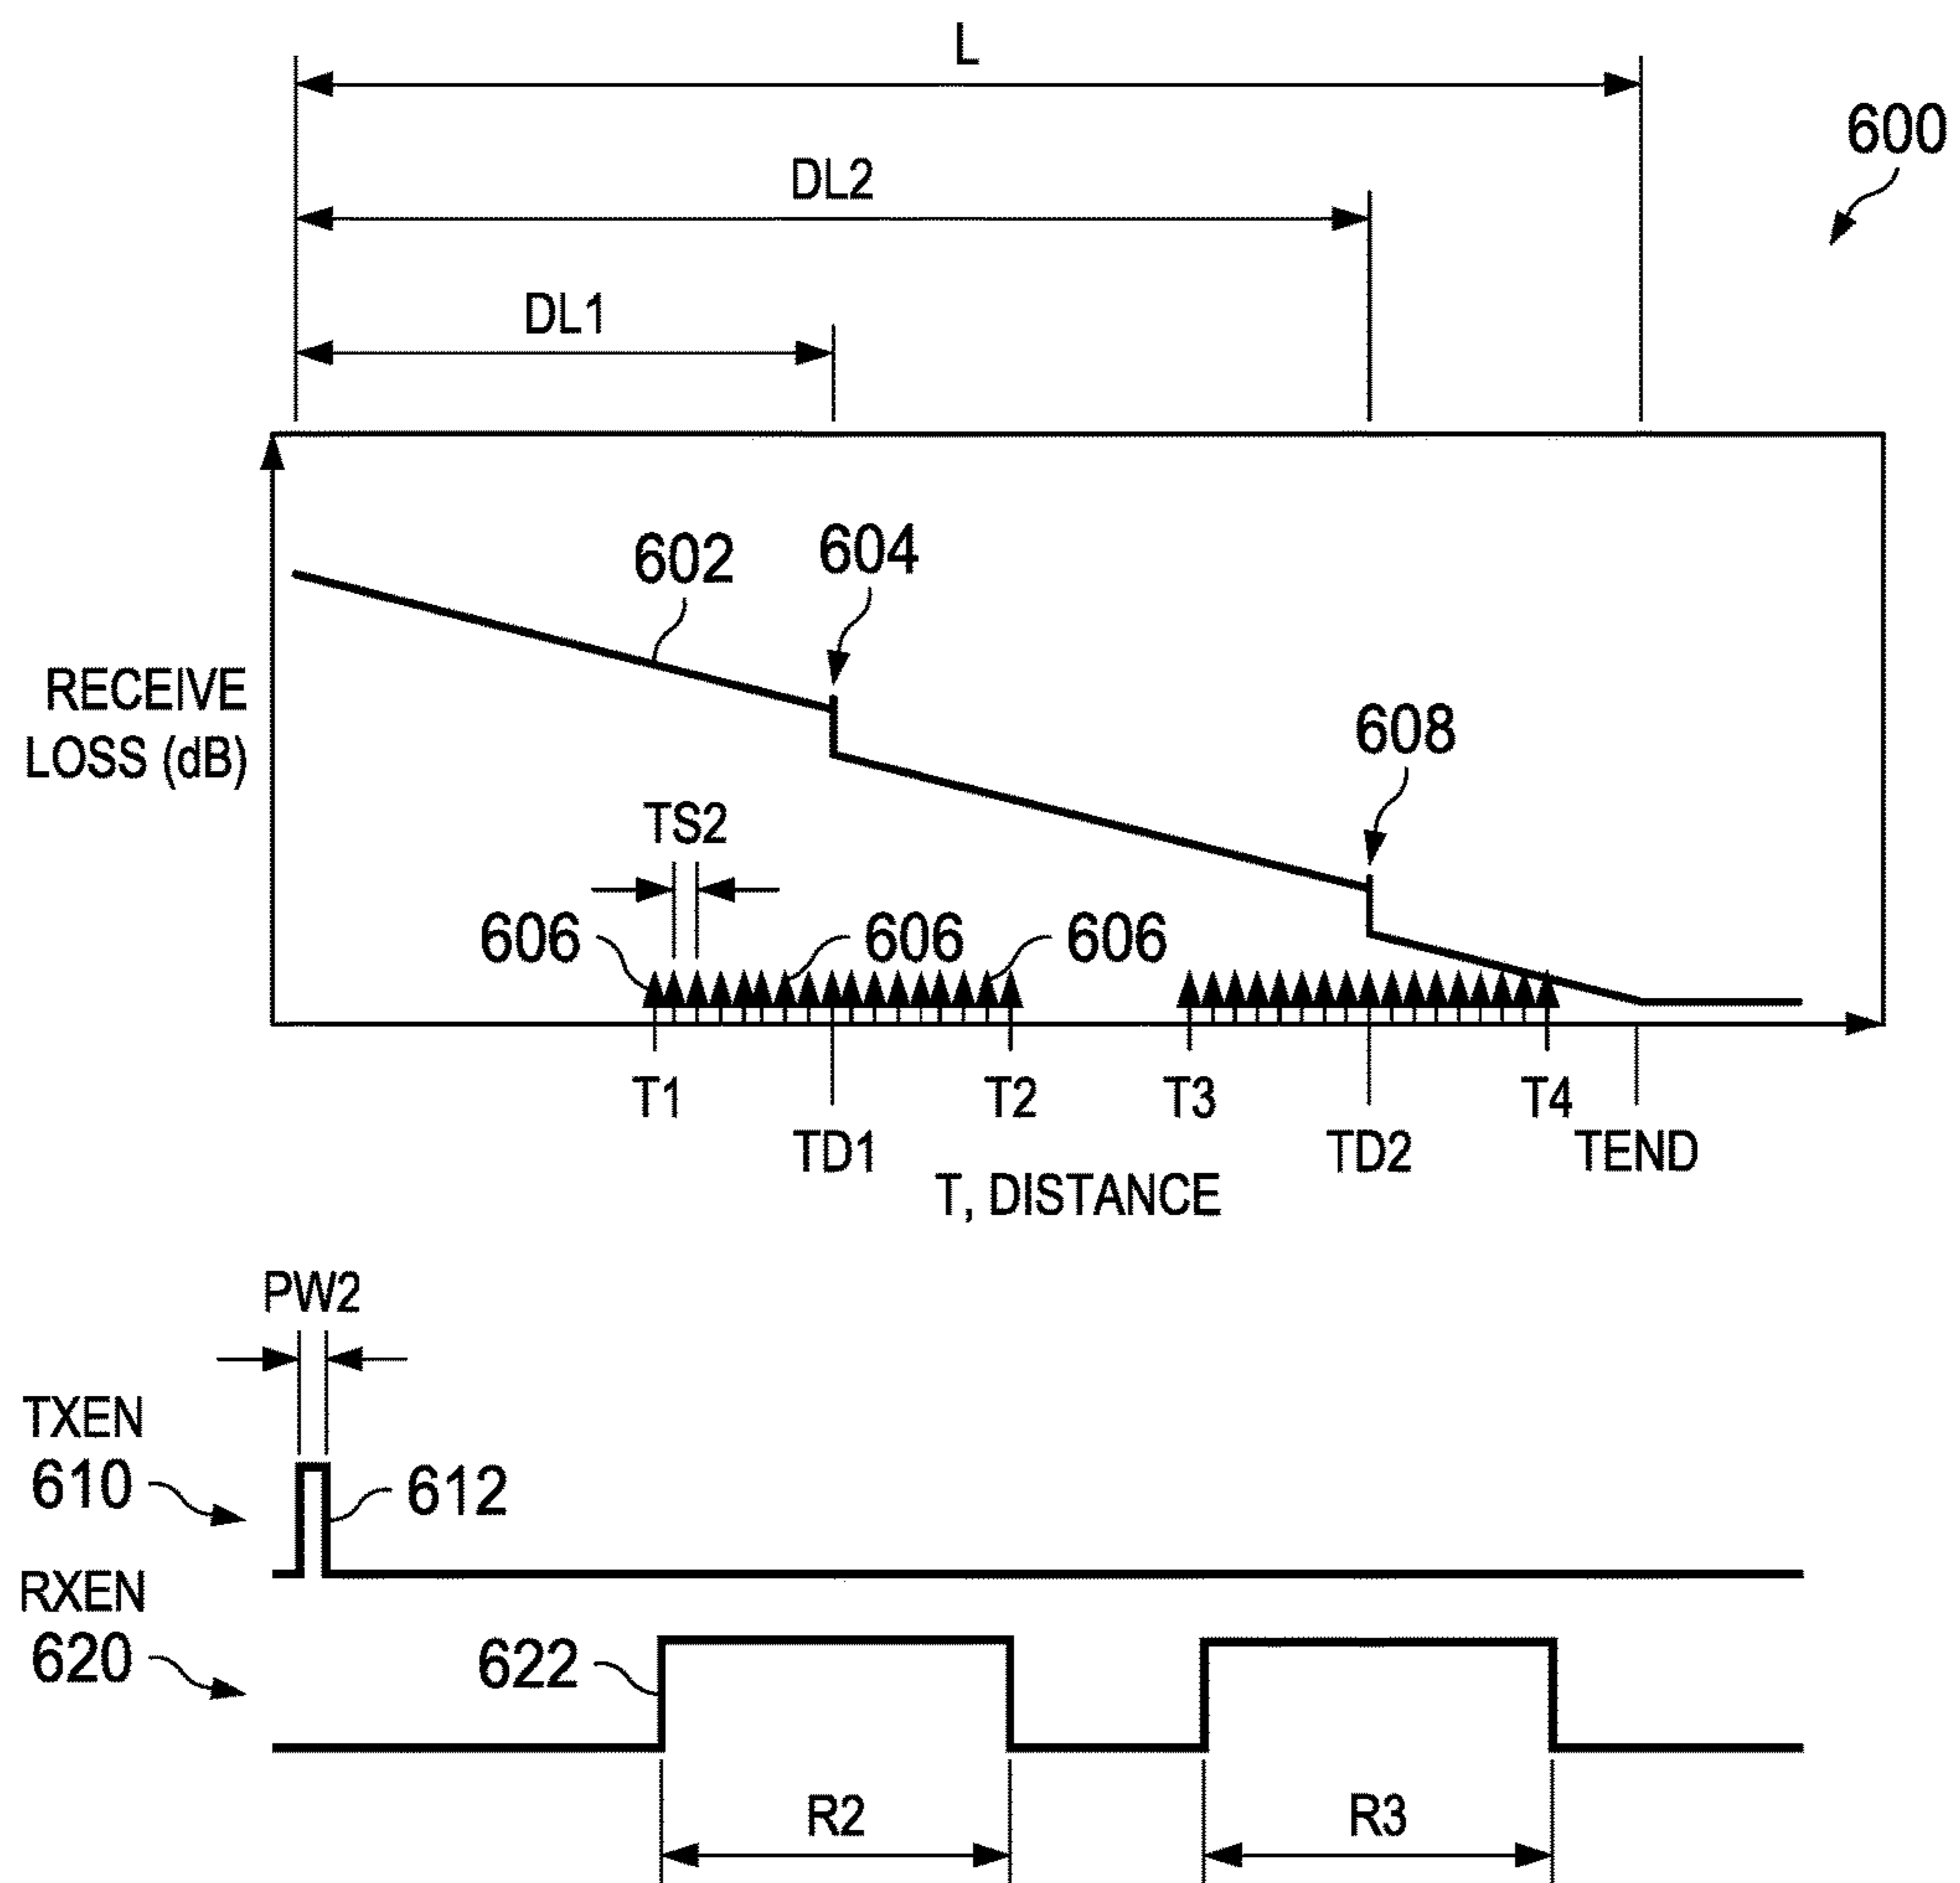 L
600
DL2
DL1
602
604
RECEIVE
LOSS (dB)
608
TS2
606
606
606
T1
T2
T3
T4
TD1
TD2
TEND
T, DISTANCE
PW2
TXEN
610
612
RXEN
620
622
R2
R3